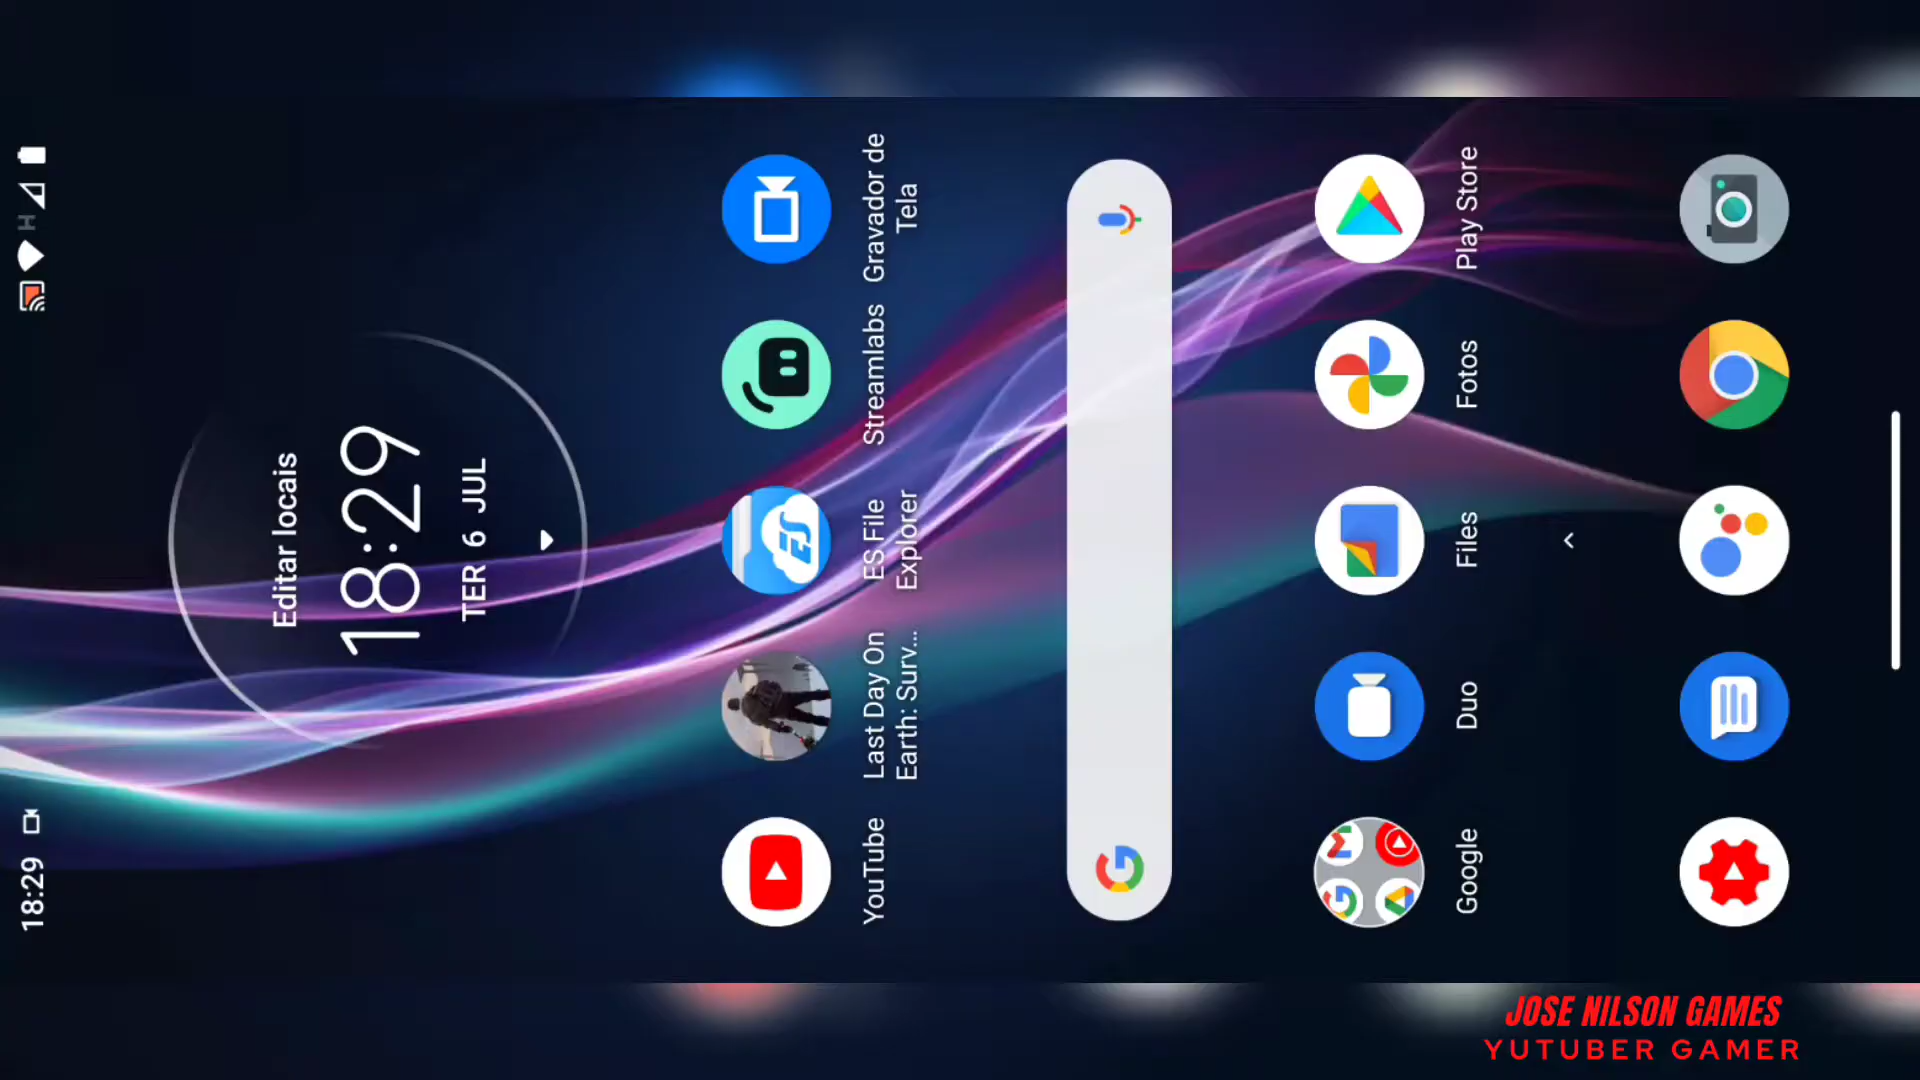 18:29
H
Editar locais
18:29
TER 6 JUL
YouTube
Last Day On
Earth: Surv...
ES File
Explorer
Streamlabs
Gravador de
Tela
Google
Duo
Files
Fotos
Play Store
JOSE NILSON GAMES
YUTUBER GAMER